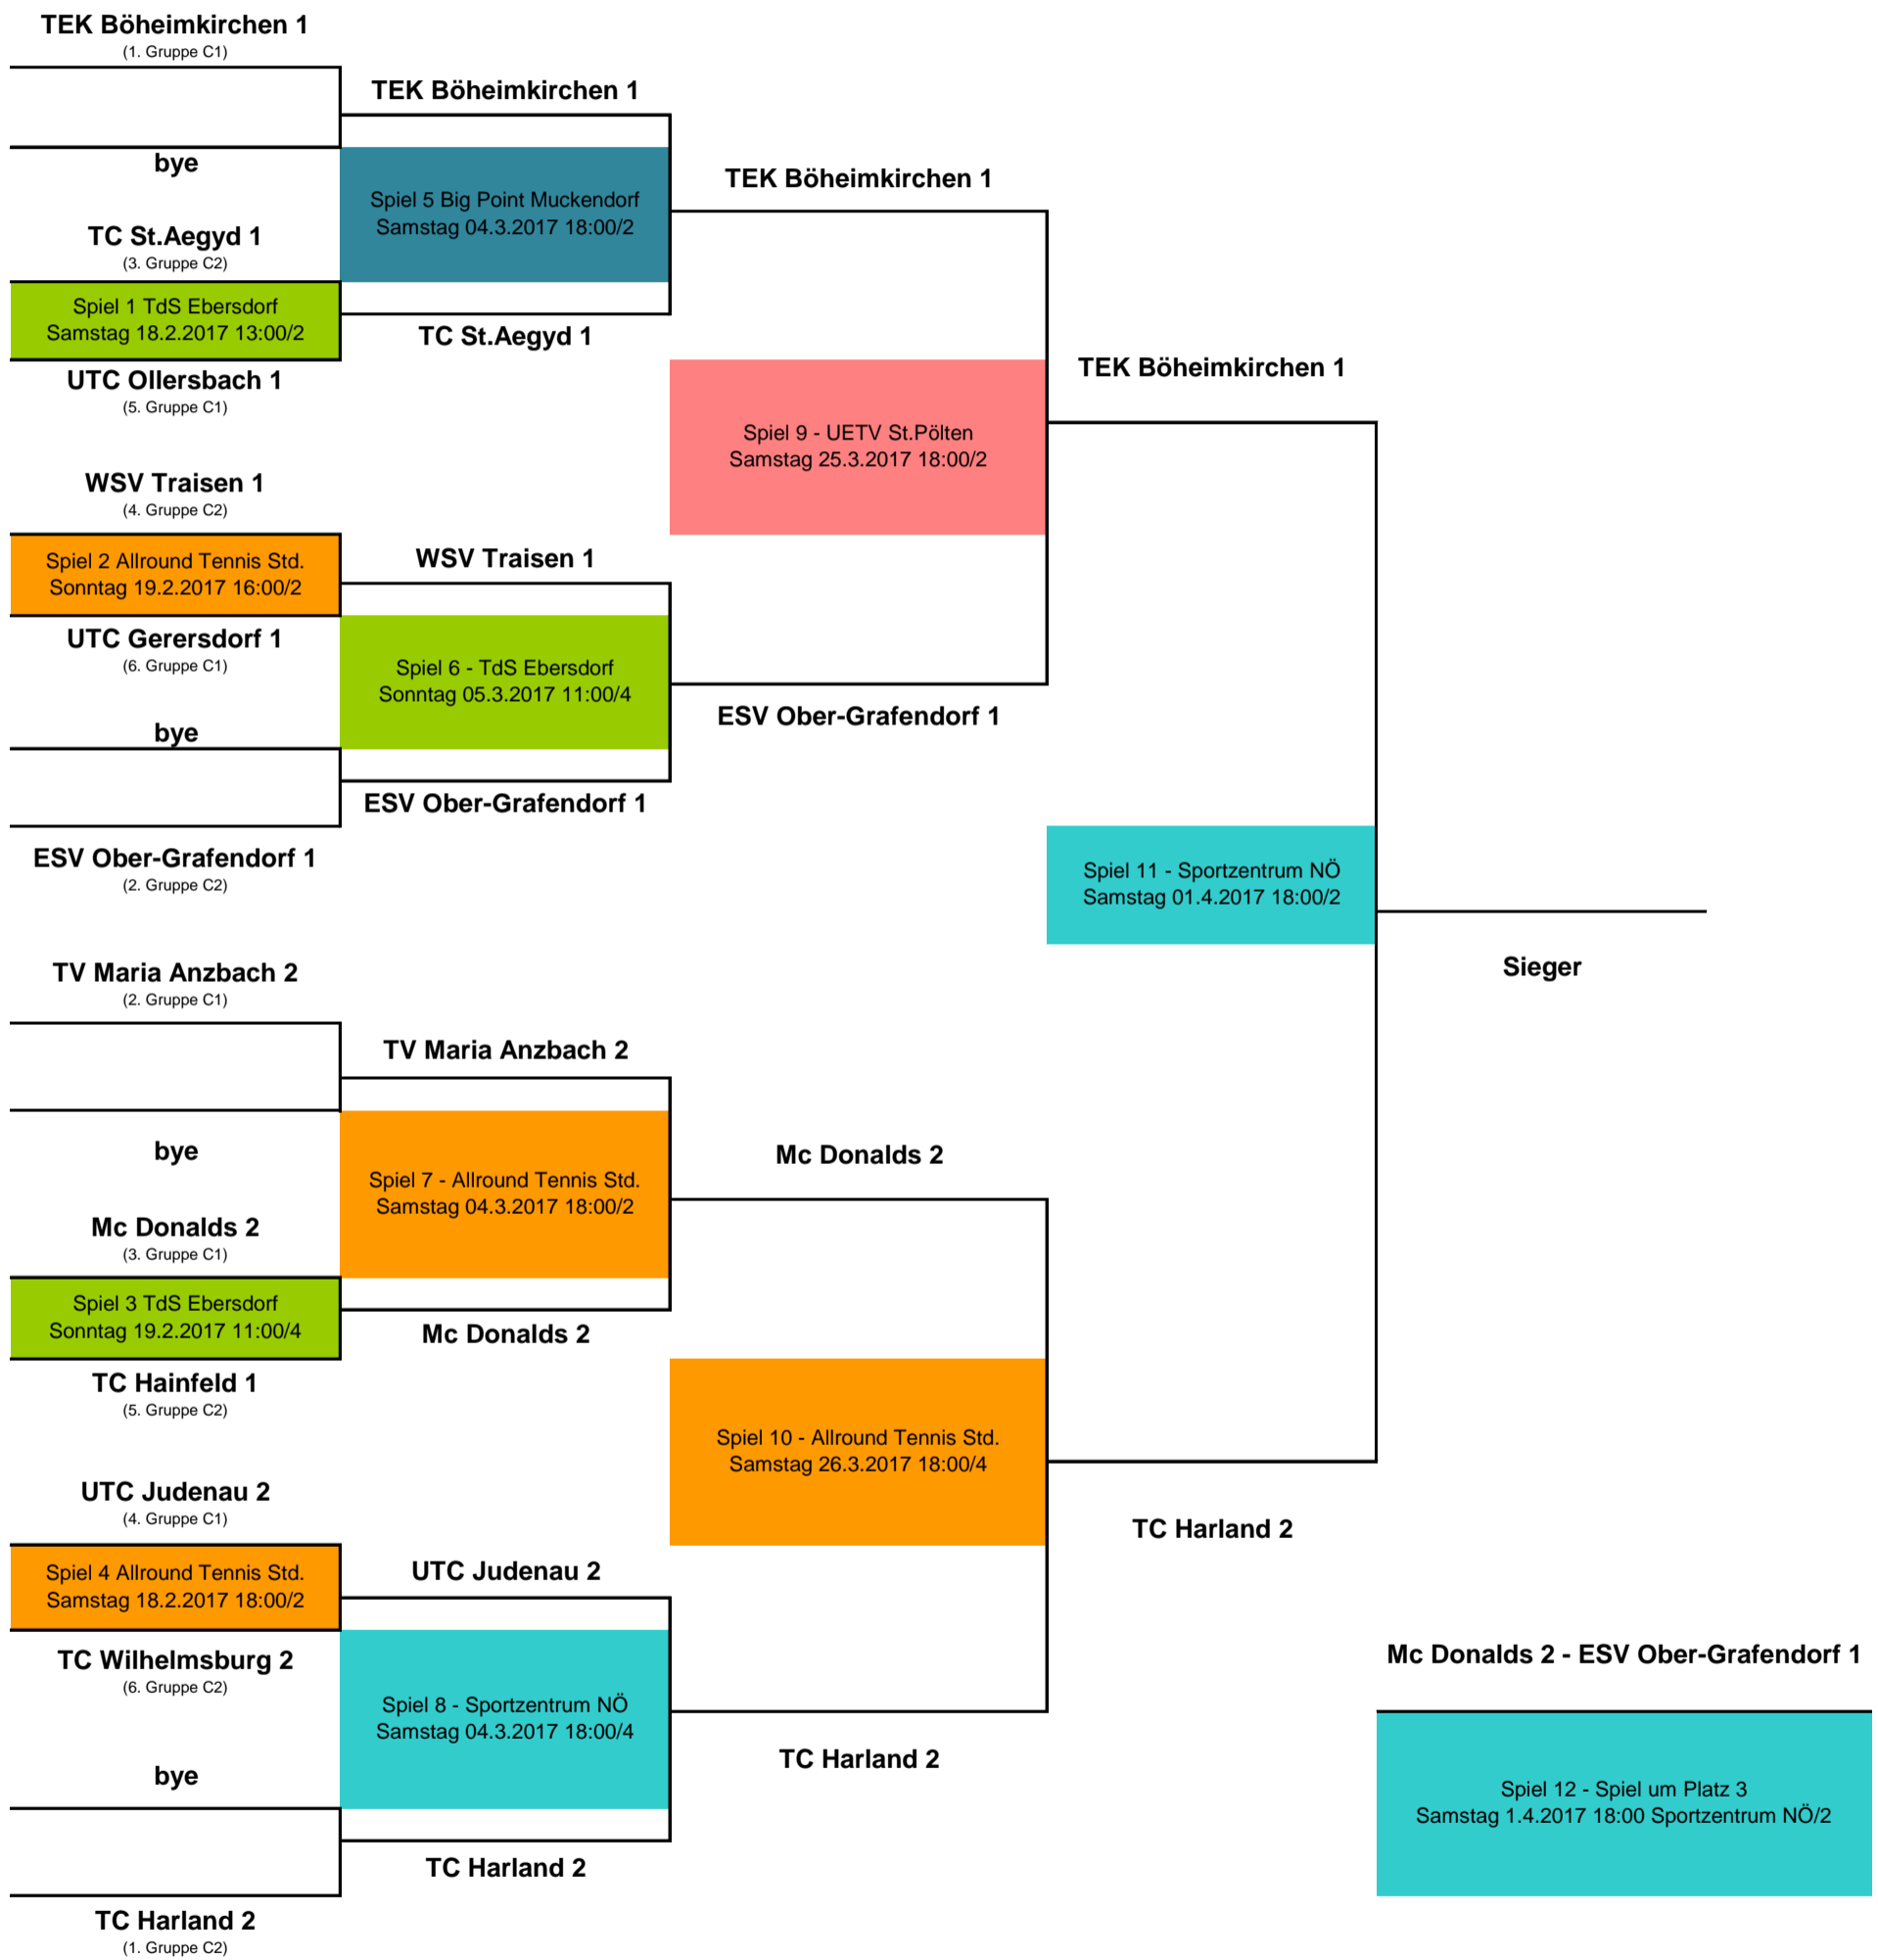 TEK Böheimkirchen 1
(1. Gruppe C1)
bye
TC St.Aegyd 1
(3. Gruppe C2)
Spiel 1 TdS Ebersdorf
Samstag 18.2.2017 13:00/2
UTC Ollersbach 1
(5. Gruppe C1)
WSV Traisen 1
(4. Gruppe C2)
Spiel 2 Allround Tennis Std.
Sonntag 19.2.2017 16:00/2
UTC Gerersdorf 1
(6. Gruppe C1)
bye
ESV Ober-Grafendorf 1
(2. Gruppe C2)
TV Maria Anzbach 2
(2. Gruppe C1)
bye
Mc Donalds 2
(3. Gruppe C1)
Spiel 3 TdS Ebersdorf
Sonntag 19.2.2017 11:00/4
TC Hainfeld 1
(5. Gruppe C2)
UTC Judenau 2
(4. Gruppe C1)
Spiel 4 Allround Tennis Std.
Samstag 18.2.2017 18:00/2
TC Wilhelmsburg 2
(6. Gruppe C2)
bye
TC Harland 2
(1. Gruppe C2)
TEK Böheimkirchen 1
Spiel 5 Big Point Muckendorf
Samstag 04.3.2017 18:00/2
TC St.Aegyd 1
WSV Traisen 1
Spiel 6 - TdS Ebersdorf
Sonntag 05.3.2017 11:00/4
ESV Ober-Grafendorf 1
TV Maria Anzbach 2
Spiel 7 - Allround Tennis Std.
Samstag 04.3.2017 18:00/2
Mc Donalds 2
UTC Judenau 2
Spiel 8 - Sportzentrum NÖ
Samstag 04.3.2017 18:00/4
TC Harland 2
TEK Böheimkirchen 1
Spiel 9 - UETV St.Pölten
Samstag 25.3.2017 18:00/2
ESV Ober-Grafendorf 1
Mc Donalds 2
Spiel 10 - Allround Tennis Std.
Samstag 26.3.2017 18:00/4
TC Harland 2
TEK Böheimkirchen 1
Spiel 11 - Sportzentrum NÖ
Samstag 01.4.2017 18:00/2
TC Harland 2
Sieger
Mc Donalds 2 - ESV Ober-Grafendorf 1
Spiel 12 - Spiel um Platz 3
Samstag 1.4.2017 18:00 Sportzentrum NÖ/2